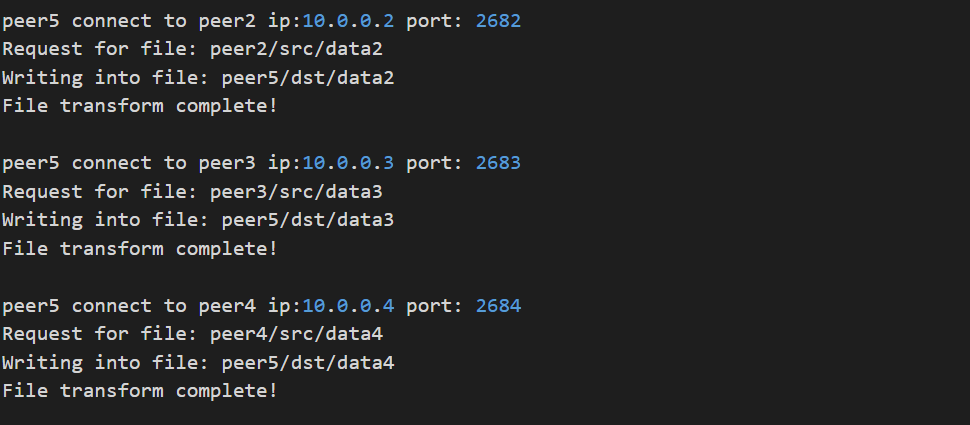 peer5 connect to peer2 ip:10.0.0.2 port: 2682
Request for file: peer2/src/data2
Writing into file: peer5/dst/data2
File transform complete!
peer5 connect to peer3 ip:10.0.0.3 port: 2683
Request for file: peer3/src/data3
Writing into file: peer5/dst/data3
File transform complete!
peer5 connect to peer4 ip:10.0.0.4 port: 2684
Request for file: peer4/src/data4
Writing into file: peer5/dst/data4
File transform complete!